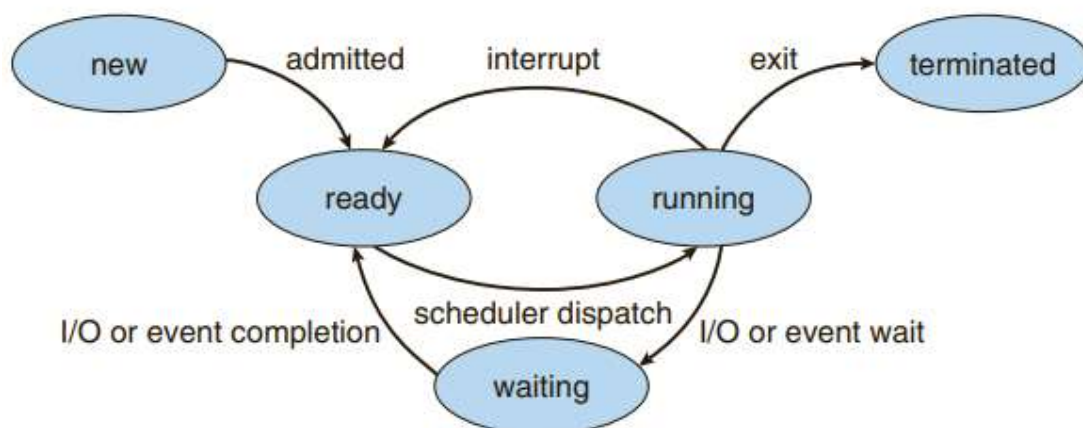 new
admitted
interrupt
exit
terminated
ready
running
I/O or event completion
scheduler dispatch
I/O or event wait
waiting